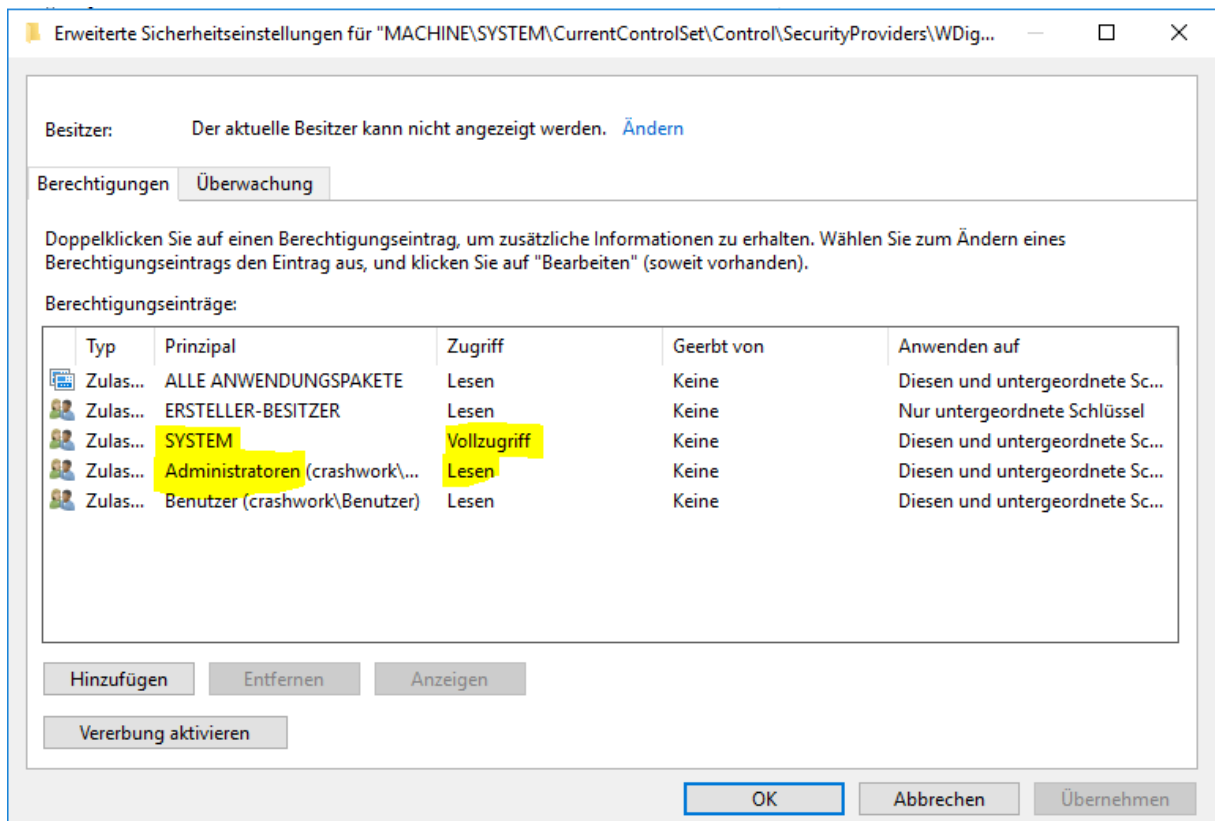 Erweiterte Sicherheitseinstellungen für "MACHINE\SYSTEM\CurrentControlSet\Control\SecurityProviders\WDig...
Besitzer: Der aktuelle Besitzer kann nicht angezeigt werden. Ändern
Berechtigungen Überwachung
Doppelklicken Sie auf einen Berechtigungseintrag, um zusätzliche Informationen zu erhalten. Wählen Sie zum Ändern eines
Berechtigungseintrags den Eintrag aus, und klicken Sie auf "Bearbeiten" (soweit vorhanden).
Berechtigungseinträge:
Typ Prinzipal Zugriff Geerbt von Anwenden auf
Zulas... ALLE ANWENDUNGSPAKETE Lesen Keine Diesen und untergeordnete Sc...
Zulas... ERSTELLER-BESITZER Lesen Keine Nur untergeordnete Schlüssel
Zulas... SYSTEM Vollzugriff Keine Diesen und untergeordnete Sc...
Zulas... Administratoren (crashwork\... Lesen Keine Diesen und untergeordnete Sc...
Zulas... Benutzer (crashwork\Benutzer) Lesen Keine Diesen und untergeordnete Sc...
Hinzufügen Entfernen Anzeigen
Vererbung aktivieren
OK Abbrechen Übernehmen